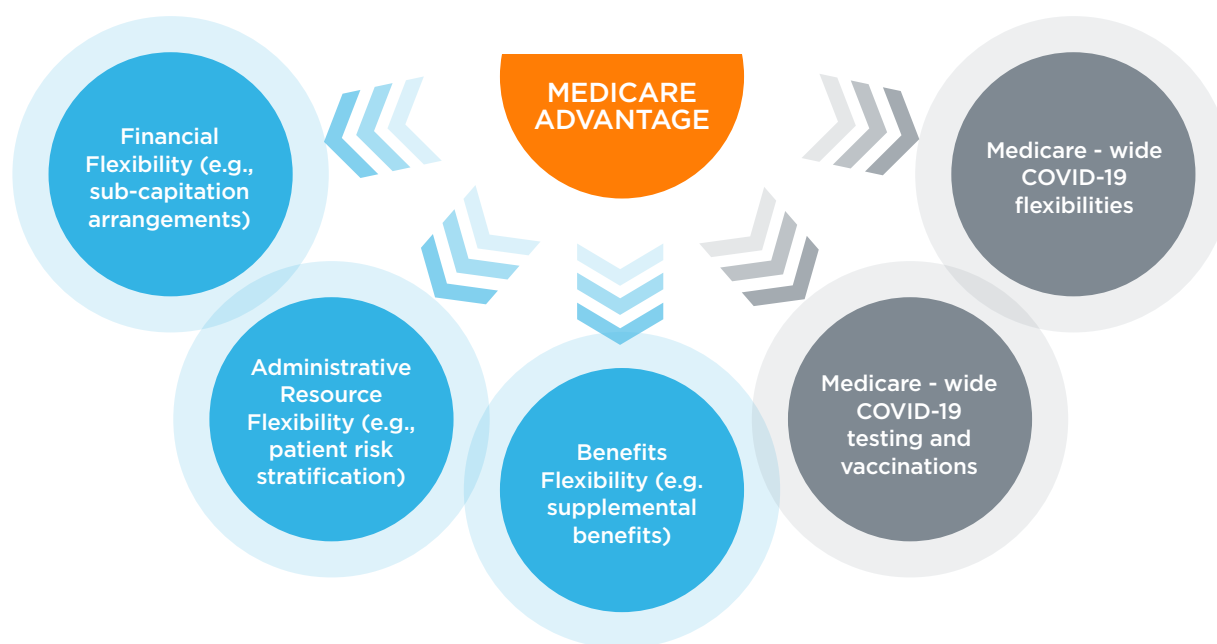 MEDICARE
ADVANTAGE
Financial
Flexibility (e.g.,
sub-capitation
arrangements)
Administrative
Resource
Flexibility (e.g.,
patient risk
stratification)
Benefits
Flexibility (e.g.
supplemental
benefits)
Medicare - wide
COVID-19
testing and
vaccinations
Medicare - wide
COVID-19
flexibilities